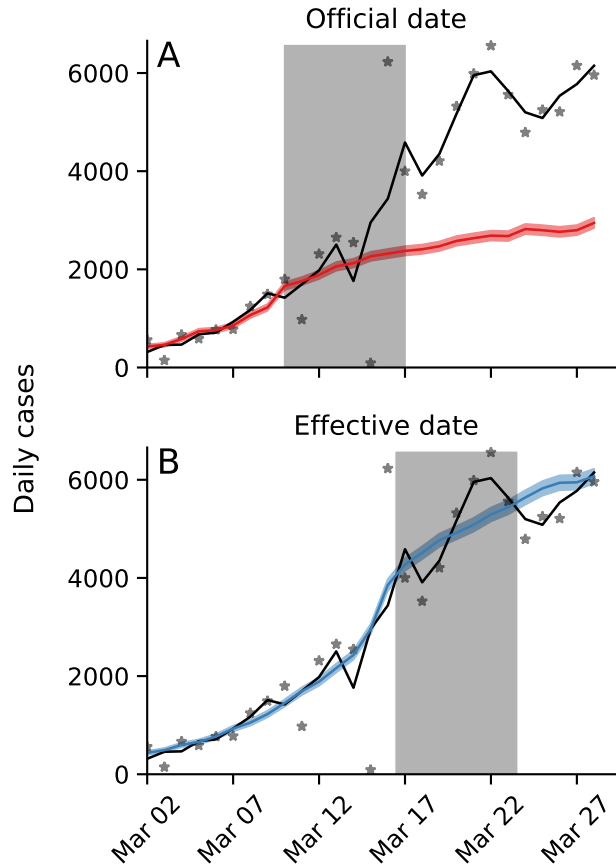 Official date
A
6000
4000
2000
0
Daily cases
Effective date
B
6000
4000
2000
0
Mar 02
Mar 07
Mar 12
Mar 17
Mar 22
Mar 27